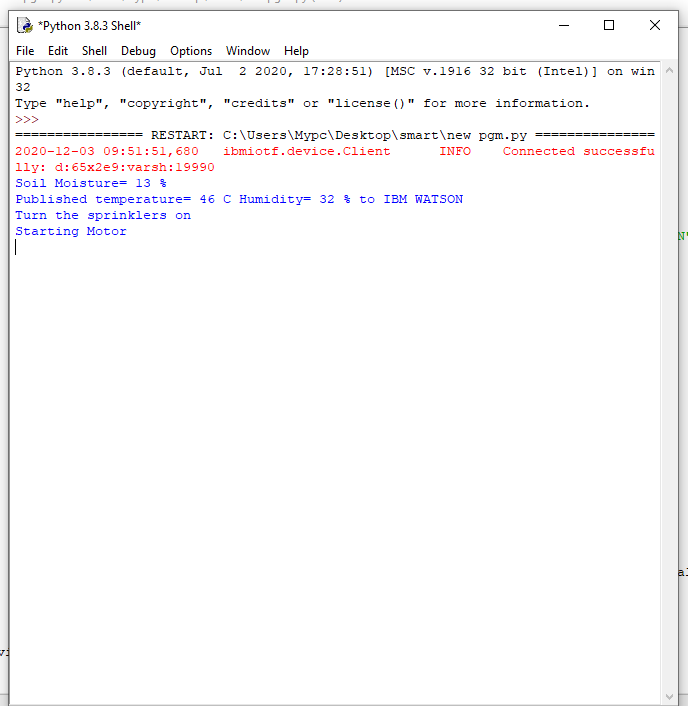 *Python 3.8.3 Shell*
File Edit Shell Debug Options Window Help
Python 3.8.3 (default, Jul  2 2020, 17:28:51) [MSC v.1916 32 bit (Intel)] on win
32
Type "help", "copyright", "credits" or "license()" for more information.
>>>
================ RESTART: C:\Users\Mypc\Desktop\smart\new pgm.py ===============
2020-12-03 09:51:51,680   ibmiotf.device.Client      INFO    Connected successfu
lly: d:65x2e9:varsh:19990
Soil Moisture= 13 %
Published temperature= 46 C Humidity= 32 % to IBM WATSON
Turn the sprinklers on
Starting Motor
N"
al
vi